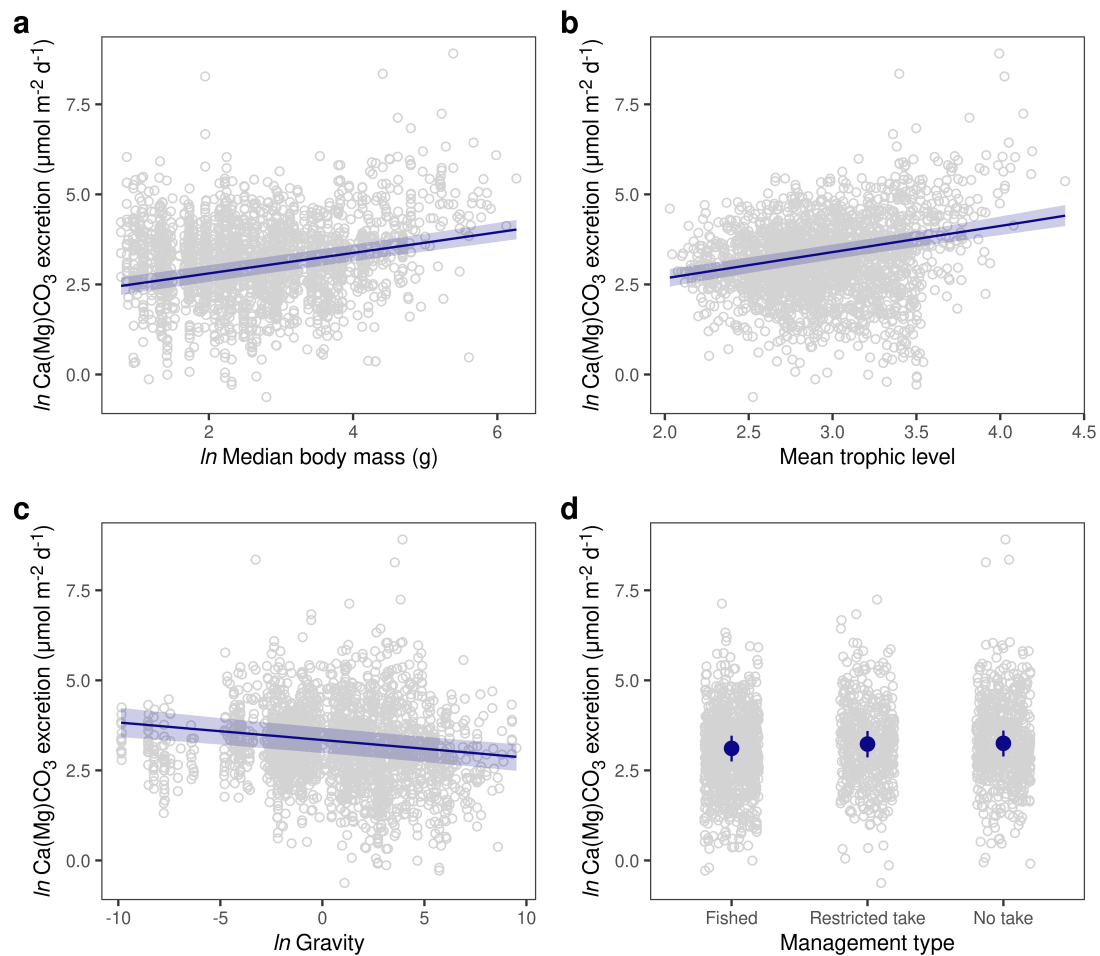 a
ln Ca(Mg)CO3 excretion (μmol m-2 d-1)
7.5
5.0
2.5
0.0
2 4 6
ln Median body mass (g)
b
ln Ca(Mg)CO3 excretion (μmol m-2 d-1)
7.5
5.0
2.5
0.0
2.0 2.5 3.0 3.5 4.0 4.5
Mean trophic level
c
ln Ca(Mg)CO3 excretion (μmol m-2 d-1)
7.5
5.0
2.5
0.0
-10 -5 0 5 10
ln Gravity
d
ln Ca(Mg)CO3 excretion (μmol m-2 d-1)
7.5
5.0
2.5
0.0
Fished Restricted take No take
Management type